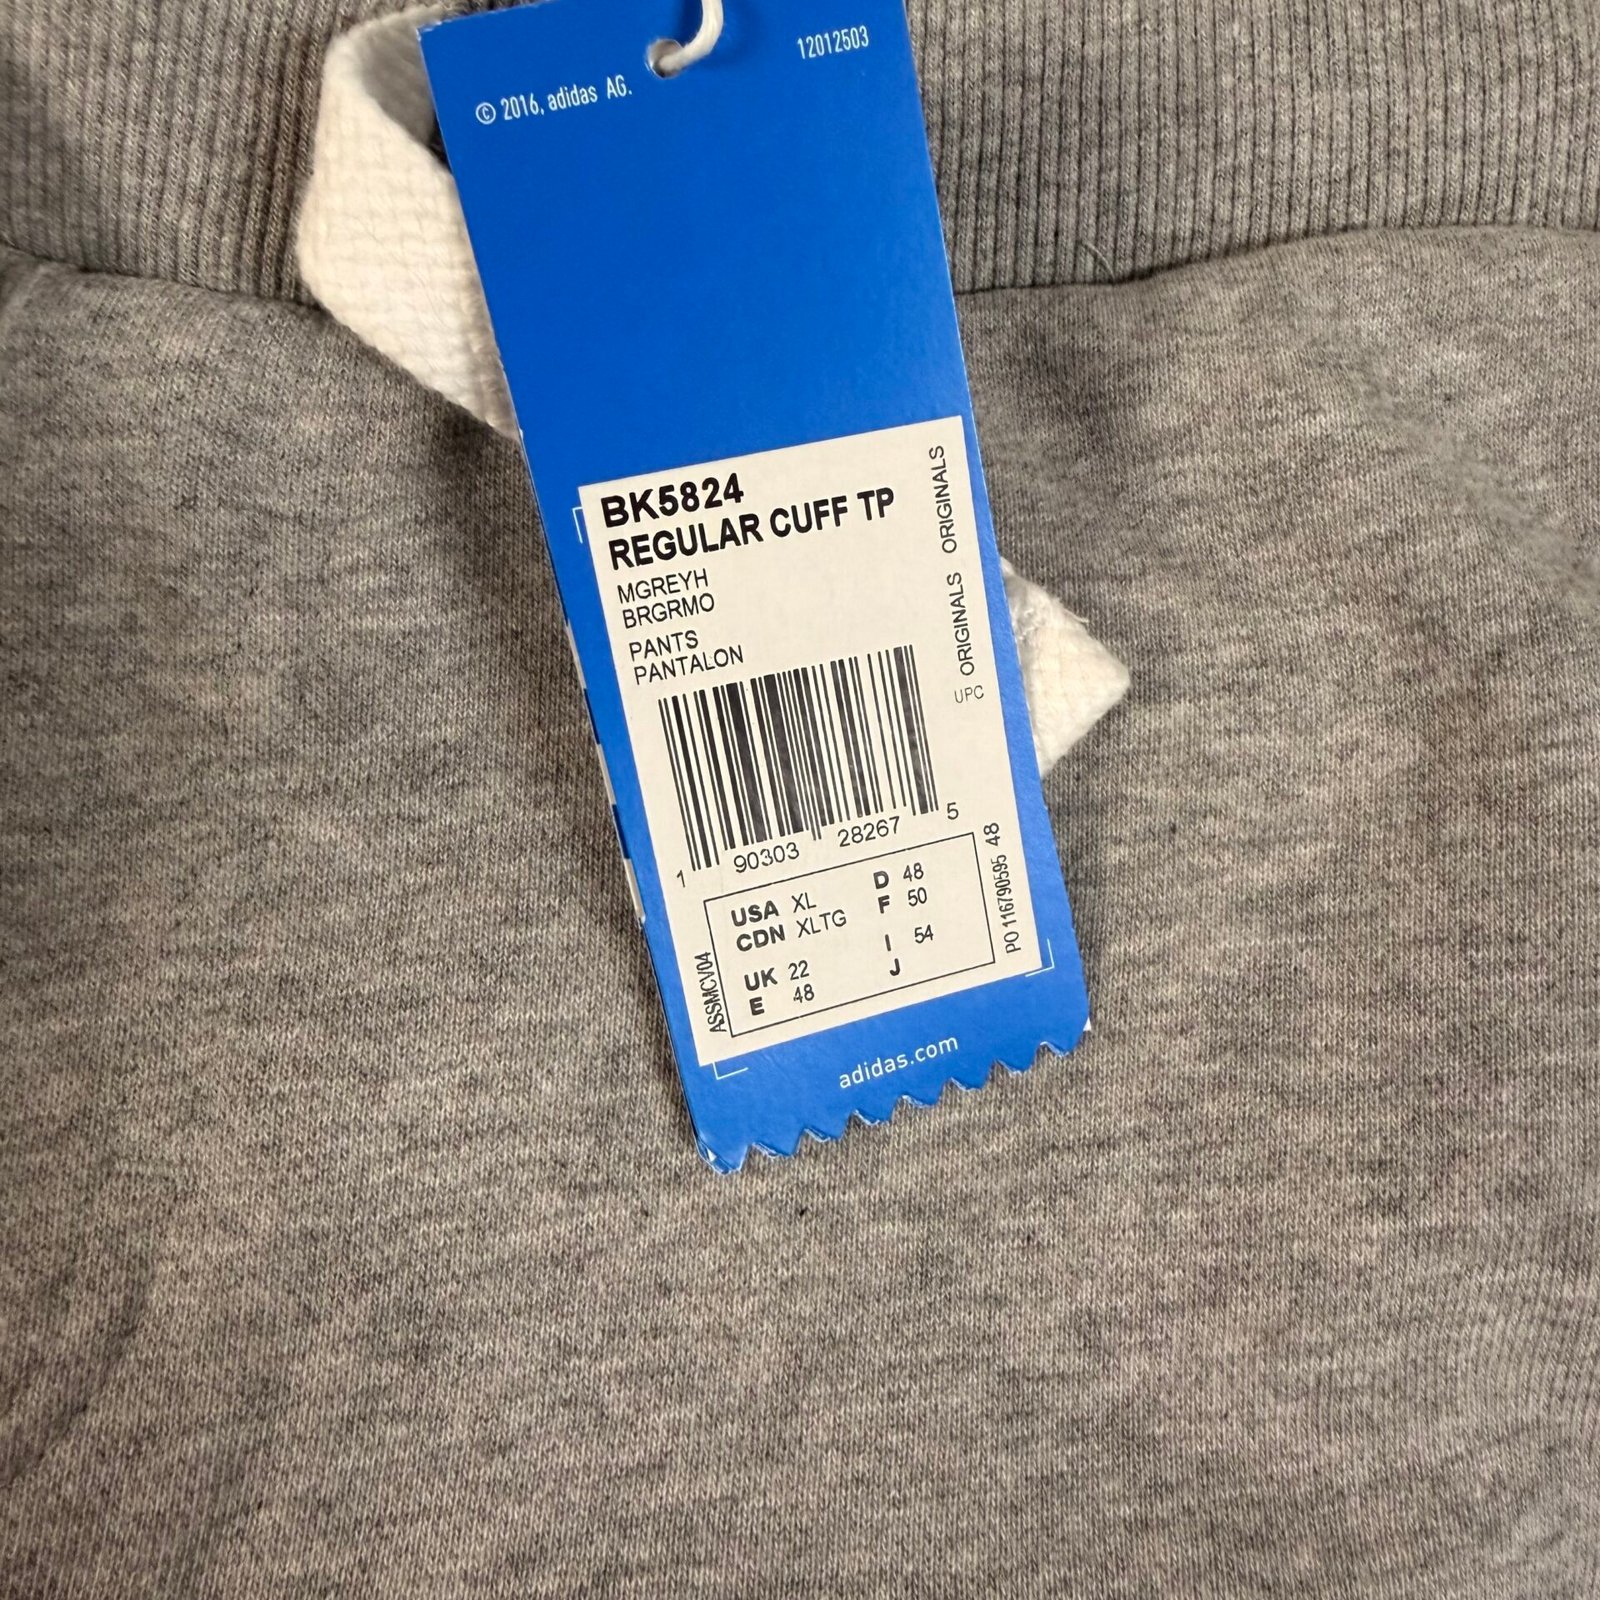 © 2016, adidas AG.
12012503
BK5824
REGULAR CUFF TP
MGREYH
BRGRMO
PANTS
PANTALON
ORIGINALS ORIGINALS
UPC
1 90303 28267 5
USA XL
CDN XLTG
UK 22
E 48
D 48
F 50
I 54
J
ASSMCV04
PO 116790595 48
adidas.com